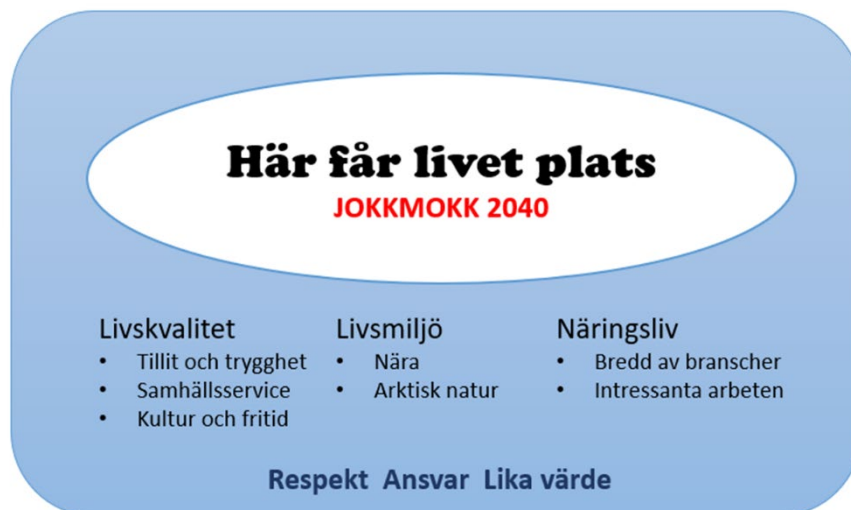 Här får livet plats
JOKKMOKK 2040
Livskvalitet
• Tillit och trygghet
• Samhällsservice
• Kultur och fritid
Livsmiljö
• Nära
• Arktisk natur
Näringsliv
• Bredd av branscher
• Intressanta arbeten
Respekt Ansvar Lika värde